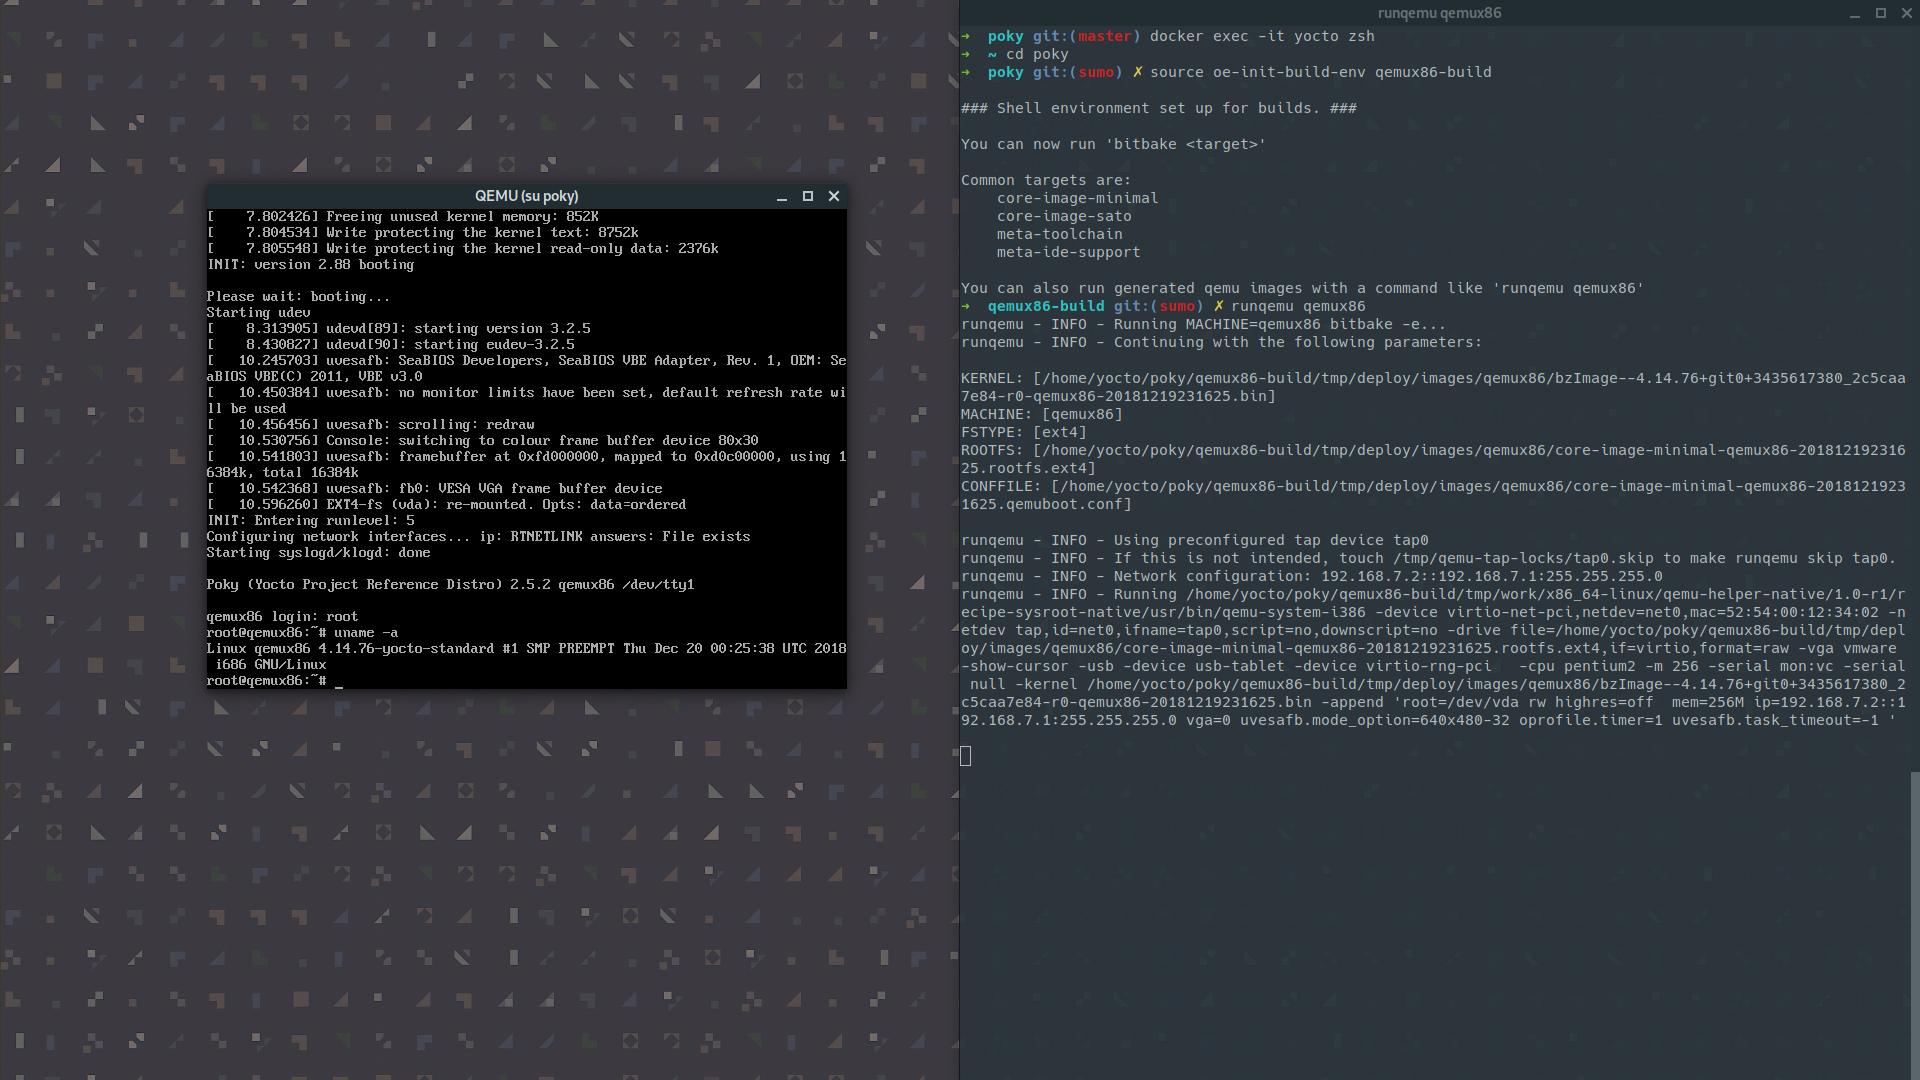 QEMU (su poky)
[    7.802426] Freeing unused kernel memory: 852K
[    7.804534] Write protecting the kernel text: 8752k
[    7.805548] Write protecting the kernel read-only data: 2376k
INIT: version 2.88 booting

Please wait: booting...
Starting udev
[    8.313905] udevd[89]: starting version 3.2.5
[    8.430827] udevd[90]: starting eudev-3.2.5
[   10.245703] uvesafb: SeaBIOS Developers, SeaBIOS VBE Adapter, Rev. 1, OEM: Se
aBIOS VBE(C) 2011, VBE v3.0
[   10.450384] uvesafb: no monitor limits have been set, default refresh rate wi
ll be used
[   10.456456] uvesafb: scrolling: redraw
[   10.530756] Console: switching to colour frame buffer device 80x30
[   10.541803] uvesafb: framebuffer at 0xfd000000, mapped to 0xd0c00000, using 1
6384k, total 16384k
[   10.542368] uvesafb: fb0: VESA VGA frame buffer device
[   10.596260] EXT4-fs (vda): re-mounted. Opts: data=ordered
INIT: Entering runlevel: 5
Configuring network interfaces... ip: RTNETLINK answers: File exists
Starting syslogd/klogd: done

Poky (Yocto Project Reference Distro) 2.5.2 qemux86 /dev/tty1

qemux86 login: root
root@qemux86:~# uname -a
Linux qemux86 4.14.76-yocto-standard #1 SMP PREEMPT Thu Dec 20 00:25:38 UTC 2018
 i686 GNU/Linux
root@qemux86:~# _
runqemu qemux86
→  poky git:(master) docker exec -it yocto zsh
→  ~ cd poky
→  poky git:(sumo) ✗ source oe-init-build-env qemux86-build

### Shell environment set up for builds. ###

You can now run 'bitbake <target>'

Common targets are:
    core-image-minimal
    core-image-sato
    meta-toolchain
    meta-ide-support

You can also run generated qemu images with a command like 'runqemu qemux86'
→  qemux86-build git:(sumo) ✗ runqemu qemux86
runqemu - INFO - Running MACHINE=qemux86 bitbake -e...
runqemu - INFO - Continuing with the following parameters:

KERNEL: [/home/yocto/poky/qemux86-build/tmp/deploy/images/qemux86/bzImage--4.14.76+git0+3435617380_2c5caa
7e84-r0-qemux86-20181219231625.bin]
MACHINE: [qemux86]
FSTYPE: [ext4]
ROOTFS: [/home/yocto/poky/qemux86-build/tmp/deploy/images/qemux86/core-image-minimal-qemux86-201812192316
25.rootfs.ext4]
CONFFILE: [/home/yocto/poky/qemux86-build/tmp/deploy/images/qemux86/core-image-minimal-qemux86-2018121923
1625.qemuboot.conf]

runqemu - INFO - Using preconfigured tap device tap0
runqemu - INFO - If this is not intended, touch /tmp/qemu-tap-locks/tap0.skip to make runqemu skip tap0.
runqemu - INFO - Network configuration: 192.168.7.2::192.168.7.1:255.255.255.0
runqemu - INFO - Running /home/yocto/poky/qemux86-build/tmp/work/x86_64-linux/qemu-helper-native/1.0-r1/r
ecipe-sysroot-native/usr/bin/qemu-system-i386 -device virtio-net-pci,netdev=net0,mac=52:54:00:12:34:02 -n
etdev tap,id=net0,ifname=tap0,script=no,downscript=no -drive file=/home/yocto/poky/qemux86-build/tmp/depl
oy/images/qemux86/core-image-minimal-qemux86-20181219231625.rootfs.ext4,if=virtio,format=raw -vga vmware 
-show-cursor -usb -device usb-tablet -device virtio-rng-pci   -cpu pentium2 -m 256 -serial mon:vc -serial
 null -kernel /home/yocto/poky/qemux86-build/tmp/deploy/images/qemux86/bzImage--4.14.76+git0+3435617380_2
c5caa7e84-r0-qemux86-20181219231625.bin -append 'root=/dev/vda rw highres=off  mem=256M ip=192.168.7.2::1
92.168.7.1:255.255.255.0 vga=0 uvesafb.mode_option=640x480-32 oprofile.timer=1 uvesafb.task_timeout=-1 '